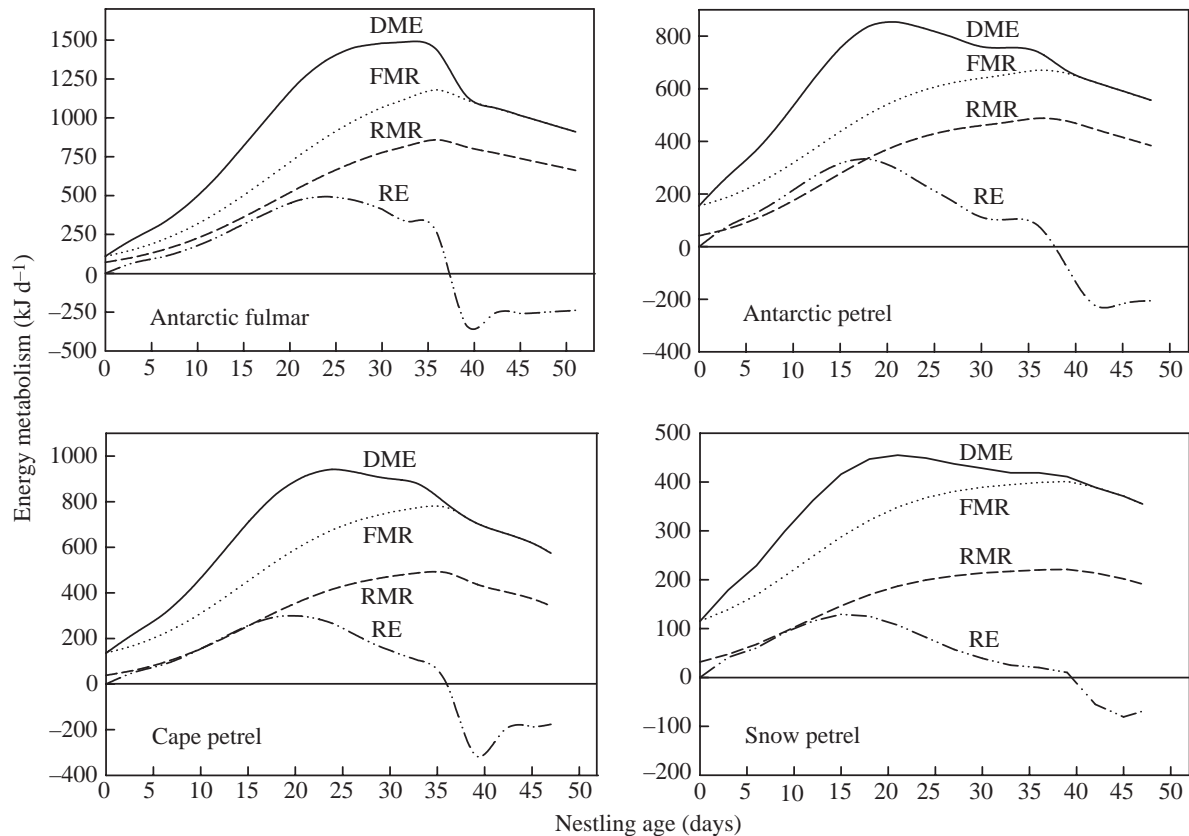 Energy metabolism (kJ d⁻¹)
1500
1250
1000
750
500
250
0
–250
–500
DME
FMR
RMR
RE
Antarctic fulmar
0 5 10 15 20 25 30 35 40 45 50
800
600
400
200
0
–200
–400
DME
FMR
RMR
RE
Antarctic petrel
0 5 10 15 20 25 30 35 40 45 50
1000
800
600
400
200
0
–200
–400
DME
FMR
RMR
RE
Cape petrel
0 5 10 15 20 25 30 35 40 45 50
500
400
300
200
100
0
–100
–200
DME
FMR
RMR
RE
Snow petrel
0 5 10 15 20 25 30 35 40 45 50
Nestling age (days)